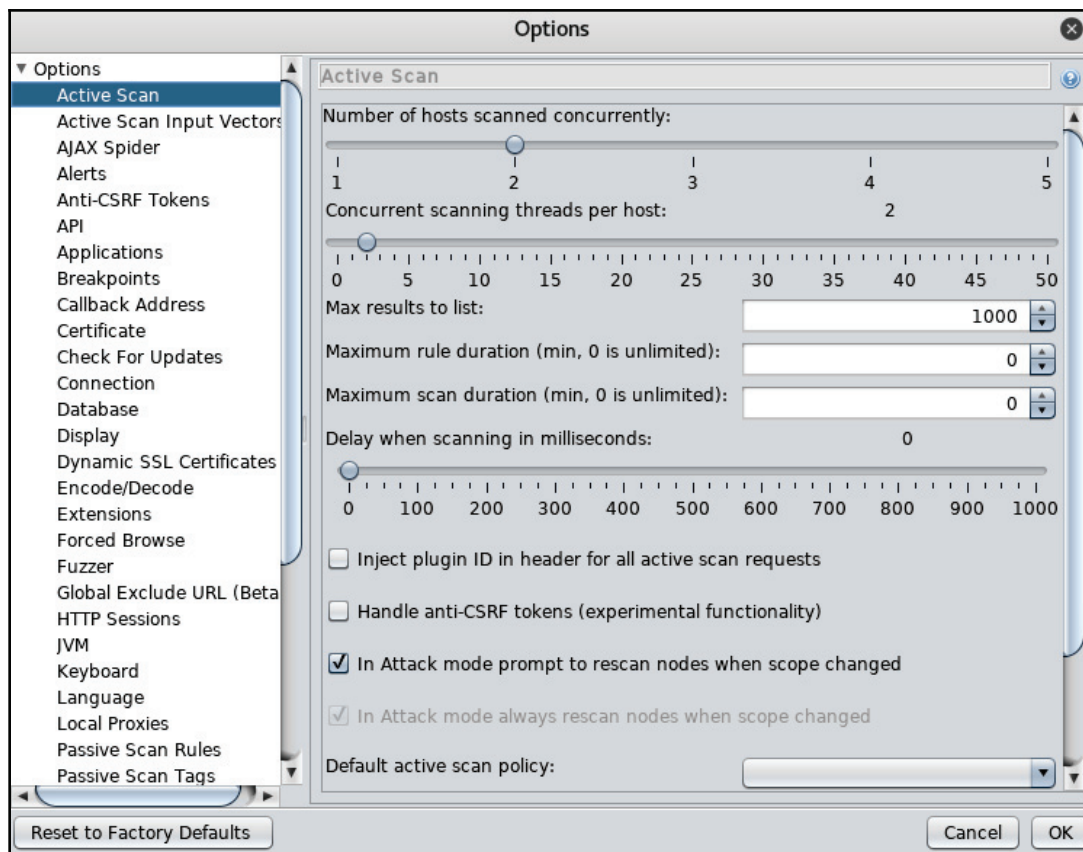 Options
Options
Active Scan
Active Scan Input Vectors
AJAX Spider
Alerts
Anti-CSRF Tokens
API
Applications
Breakpoints
Callback Address
Certificate
Check For Updates
Connection
Database
Display
Dynamic SSL Certificates
Encode/Decode
Extensions
Forced Browse
Fuzzer
Global Exclude URL (Beta
HTTP Sessions
JVM
Keyboard
Language
Local Proxies
Passive Scan Rules
Passive Scan Tags
Active Scan
Number of hosts scanned concurrently:
1 2 3 4 5
Concurrent scanning threads per host: 2
0 5 10 15 20 25 30 35 40 45 50
Max results to list: 1000
Maximum rule duration (min, 0 is unlimited): 0
Maximum scan duration (min, 0 is unlimited): 0
Delay when scanning in milliseconds: 0
0 100 200 300 400 500 600 700 800 900 1000
Inject plugin ID in header for all active scan requests
Handle anti-CSRF tokens (experimental functionality)
In Attack mode prompt to rescan nodes when scope changed
In Attack mode always rescan nodes when scope changed
Default active scan policy:
Reset to Factory Defaults Cancel OK